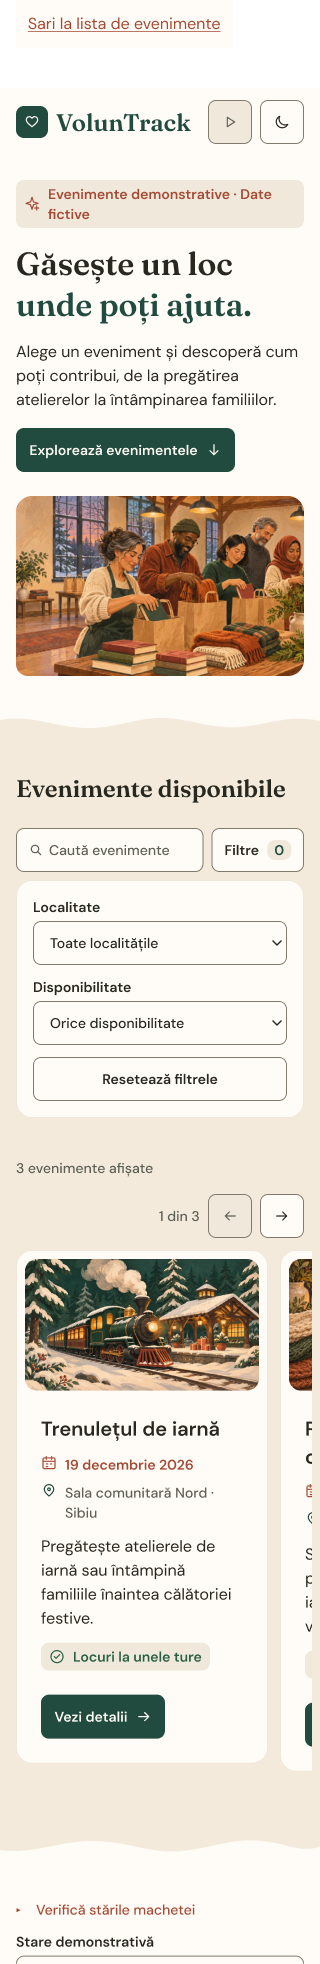 Sari la lista de evenimente
VolunTrack
Evenimente demonstrative · Date
fictive
Găsește un loc
unde poți ajuta.
Alege un eveniment și descoperă cum
poți contribui, de la pregătirea
atelierelor la întâmpinarea familiilor.
Explorează evenimentele
Evenimente disponibile
Caută evenimente
Filtre 0
Localitate
Toate localitățile
Disponibilitate
Orice disponibilitate
Resetează filtrele
3 evenimente afișate
1 din 3
Trenulețul de iarnă
19 decembrie 2026
Sala comunitară Nord ·
Sibiu
Pregătește atelierele de
iarnă sau întâmpină
familiile înaintea călătoriei
festive.
Locuri la unele ture
Vezi detalii
Verifică stările machetei
Stare demonstrativă